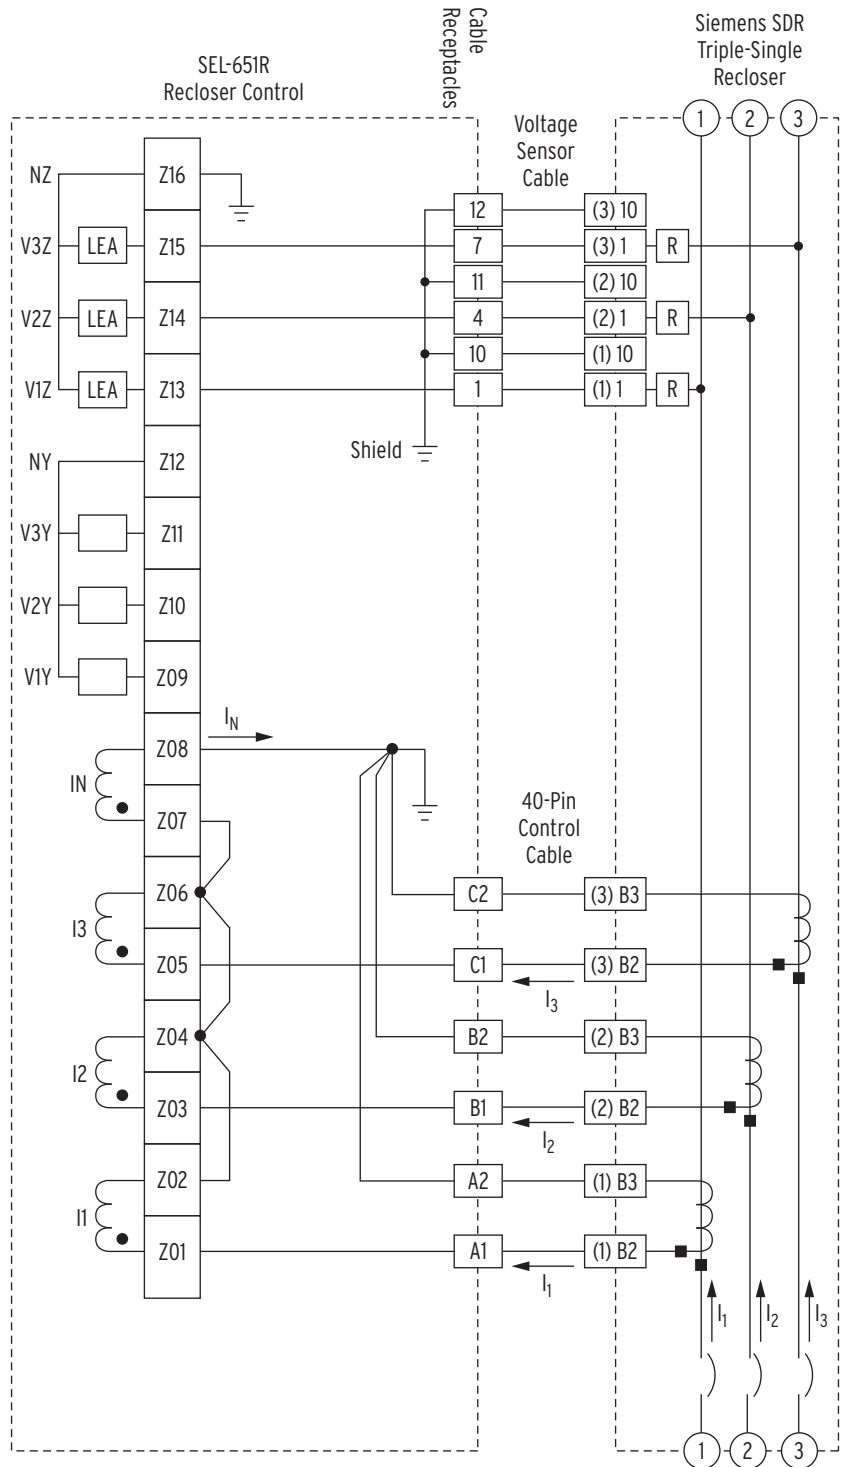 SEL-651R
Recloser Control
Cable
Receptacles
Siemens SDR
Triple-Single
Recloser
Voltage
Sensor
Cable
1
2
3
NZ
Z16
12
(3) 10
V3Z
LEA
Z15
7
(3) 1
R
11
(2) 10
V2Z
LEA
Z14
4
(2) 1
R
10
(1) 10
V1Z
LEA
Z13
1
(1) 1
R
Shield
NY
Z12
V3Y
Z11
V2Y
Z10
V1Y
Z09
I_N
Z08
IN
Z07
40-Pin
Control
Cable
Z06
C2
(3) B3
I3
Z05
C1
(3) B2
I_3
Z04
B2
(2) B3
I2
Z03
B1
(2) B2
I_2
Z02
A2
(1) B3
I1
Z01
A1
(1) B2
I_1
I_1
I_2
I_3
1
2
3